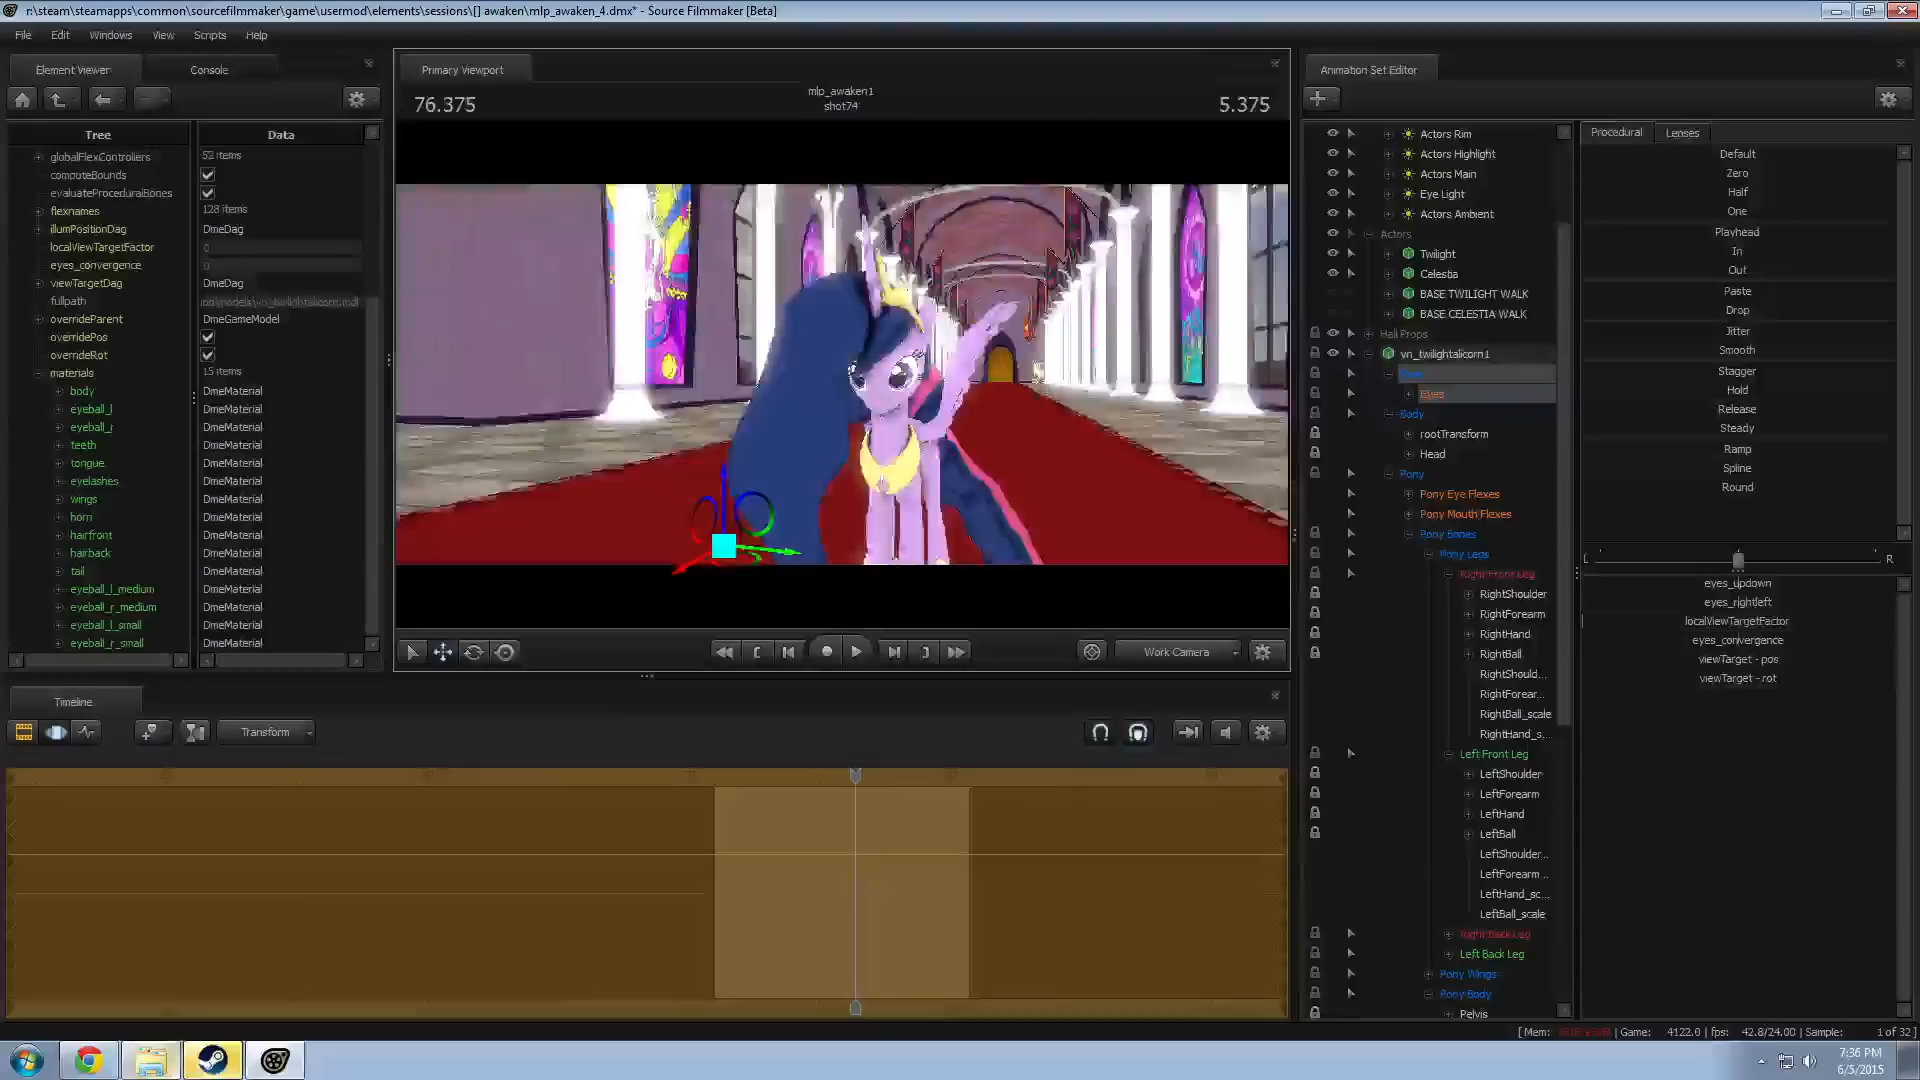 r:\steam\steamapps\common\sourcefilmmaker\game\usermod\elements\sessions\[] awaken\mlp_awaken_4.dmx* - Source Filmmaker [Beta]
File Edit Windows View Scripts Help
Element Viewer
Console
Tree
Data
globalFlexControllers 52 items
computeBounds
evaluateProceduralBones
flexnames 128 items
illumPositionDag DmeDag
localViewTargetFactor 0
eyes_convergence 0
viewTargetDag DmeDag
fullpath
overrideParent DmeGameModel
overridePos
overrideRot
materials 15 items
body DmeMaterial
eyeball_l DmeMaterial
eyeball_r DmeMaterial
teeth DmeMaterial
tongue DmeMaterial
eyelashes DmeMaterial
wings DmeMaterial
horn DmeMaterial
hairfront DmeMaterial
hairback DmeMaterial
tail DmeMaterial
eyeball_l_medium DmeMaterial
eyeball_r_medium DmeMaterial
eyeball_l_small DmeMaterial
eyeball_r_small DmeMaterial
Primary Viewport
76.375
mlp_awaken1
shot74
5.375
Work Camera
Timeline
Transform
Animation Set Editor
Actors Rim
Actors Highlight
Actors Main
Eye Light
Actors Ambient
Actors
Twilight
Celestia
BASE TWILIGHT WALK
BASE CELESTIA WALK
Hall Props
vn_twilightalicorn1
Eyes
Body
rootTransform
Head
Pony
Pony Eye Flexes
Pony Mouth Flexes
Pony Bones
Pony Legs
Right Front Leg
RightShoulder
RightForearm
RightHand
RightBall
RightShould...
RightForear...
RightBall_scale
RightHand_s...
Left Front Leg
LeftShoulder
LeftForearm
LeftHand
LeftBall
LeftShoulder...
LeftForearm...
LeftHand_sc...
LeftBall_scale
Right Back Leg
Left Back Leg
Pony Wings
Pony Body
Pelvis
Procedural
Lenses
Default
Zero
Half
One
Playhead
In
Out
Paste
Drop
Jitter
Smooth
Stagger
Hold
Release
Steady
Ramp
Spline
Round
L R
eyes_updown
eyes_rightleft
localViewTargetFactor
eyes_convergence
viewTarget - pos
viewTarget - rot
[ Mem: | Game: 4122.0 | fps: 42.8/24.00 | Sample: 1 of 32 ]
7:36 PM
6/5/2015